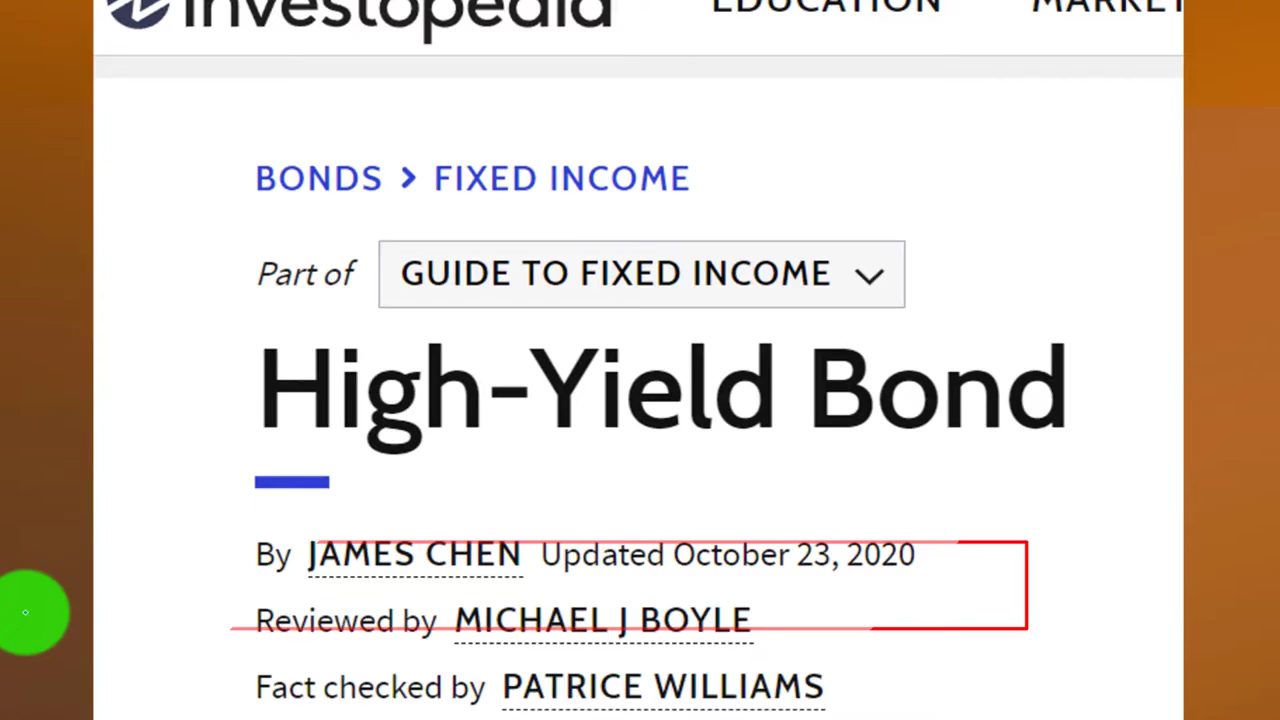 Investopedia EDUCATION MARKET
BONDS > FIXED INCOME
Part of GUIDE TO FIXED INCOME
High-Yield Bond
By JAMES CHEN Updated October 23, 2020
Reviewed by MICHAEL J BOYLE
Fact checked by PATRICE WILLIAMS